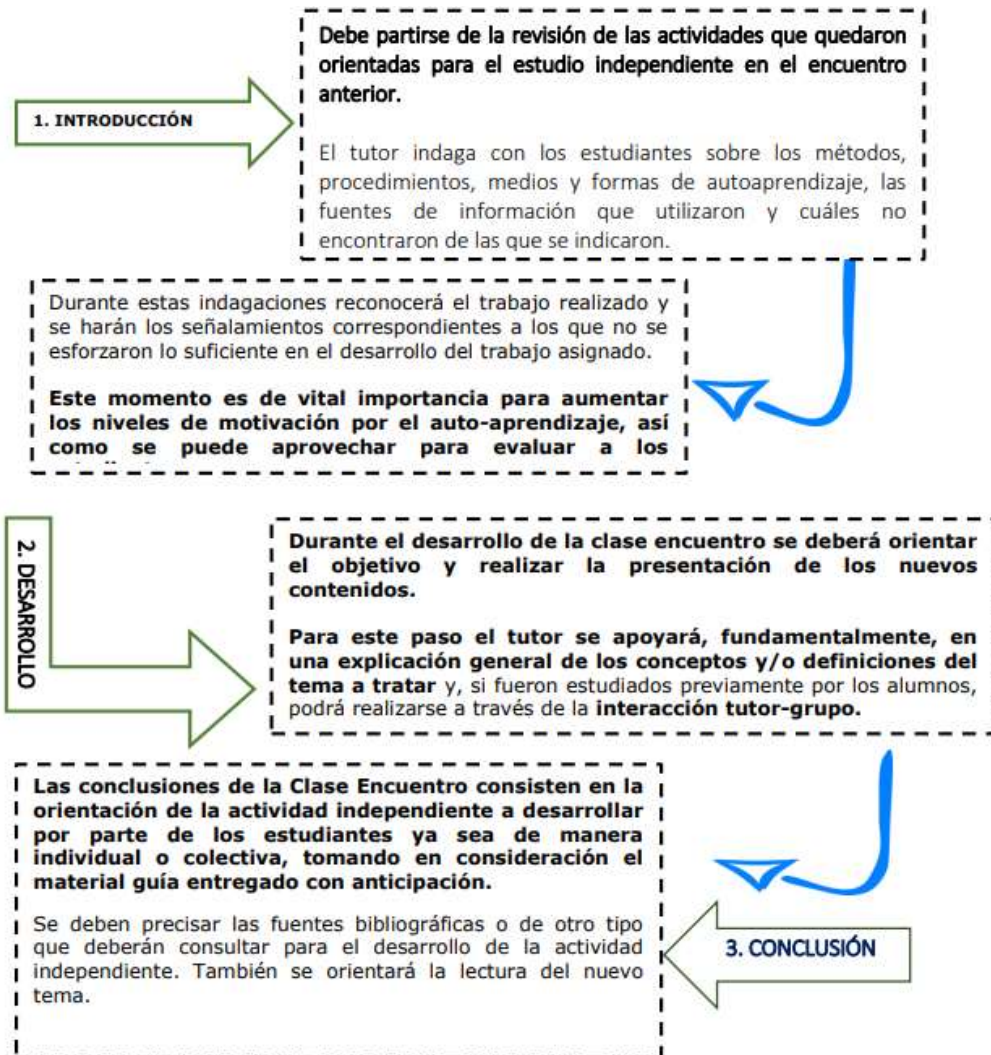 1. INTRODUCCIÓN
Debe partirse de la revisión de las actividades que quedaron
orientadas para el estudio independiente en el encuentro
anterior.
El tutor indaga con los estudiantes sobre los métodos,
procedimientos, medios y formas de autoaprendizaje, las
fuentes de información que utilizaron y cuáles no
encontraron de las que se indicaron.
Durante estas indagaciones reconocerá el trabajo realizado y
se harán los señalamientos correspondientes a los que no se
esforzaron lo suficiente en el desarrollo del trabajo asignado.
Este momento es de vital importancia para aumentar
los niveles de motivación por el auto-aprendizaje, así
como se puede aprovechar para evaluar a los
2. DESARROLLO
Durante el desarrollo de la clase encuentro se deberá orientar
el objetivo y realizar la presentación de los nuevos
contenidos.
Para este paso el tutor se apoyará, fundamentalmente, en
una explicación general de los conceptos y/o definiciones del
tema a tratar y, si fueron estudiados previamente por los alumnos,
podrá realizarse a través de la interacción tutor-grupo.
Las conclusiones de la Clase Encuentro consisten en la
orientación de la actividad independiente a desarrollar
por parte de los estudiantes ya sea de manera
individual o colectiva, tomando en consideración el
material guía entregado con anticipación.
Se deben precisar las fuentes bibliográficas o de otro tipo
que deberán consultar para el desarrollo de la actividad
independiente. También se orientará la lectura del nuevo
tema.
3. CONCLUSIÓN